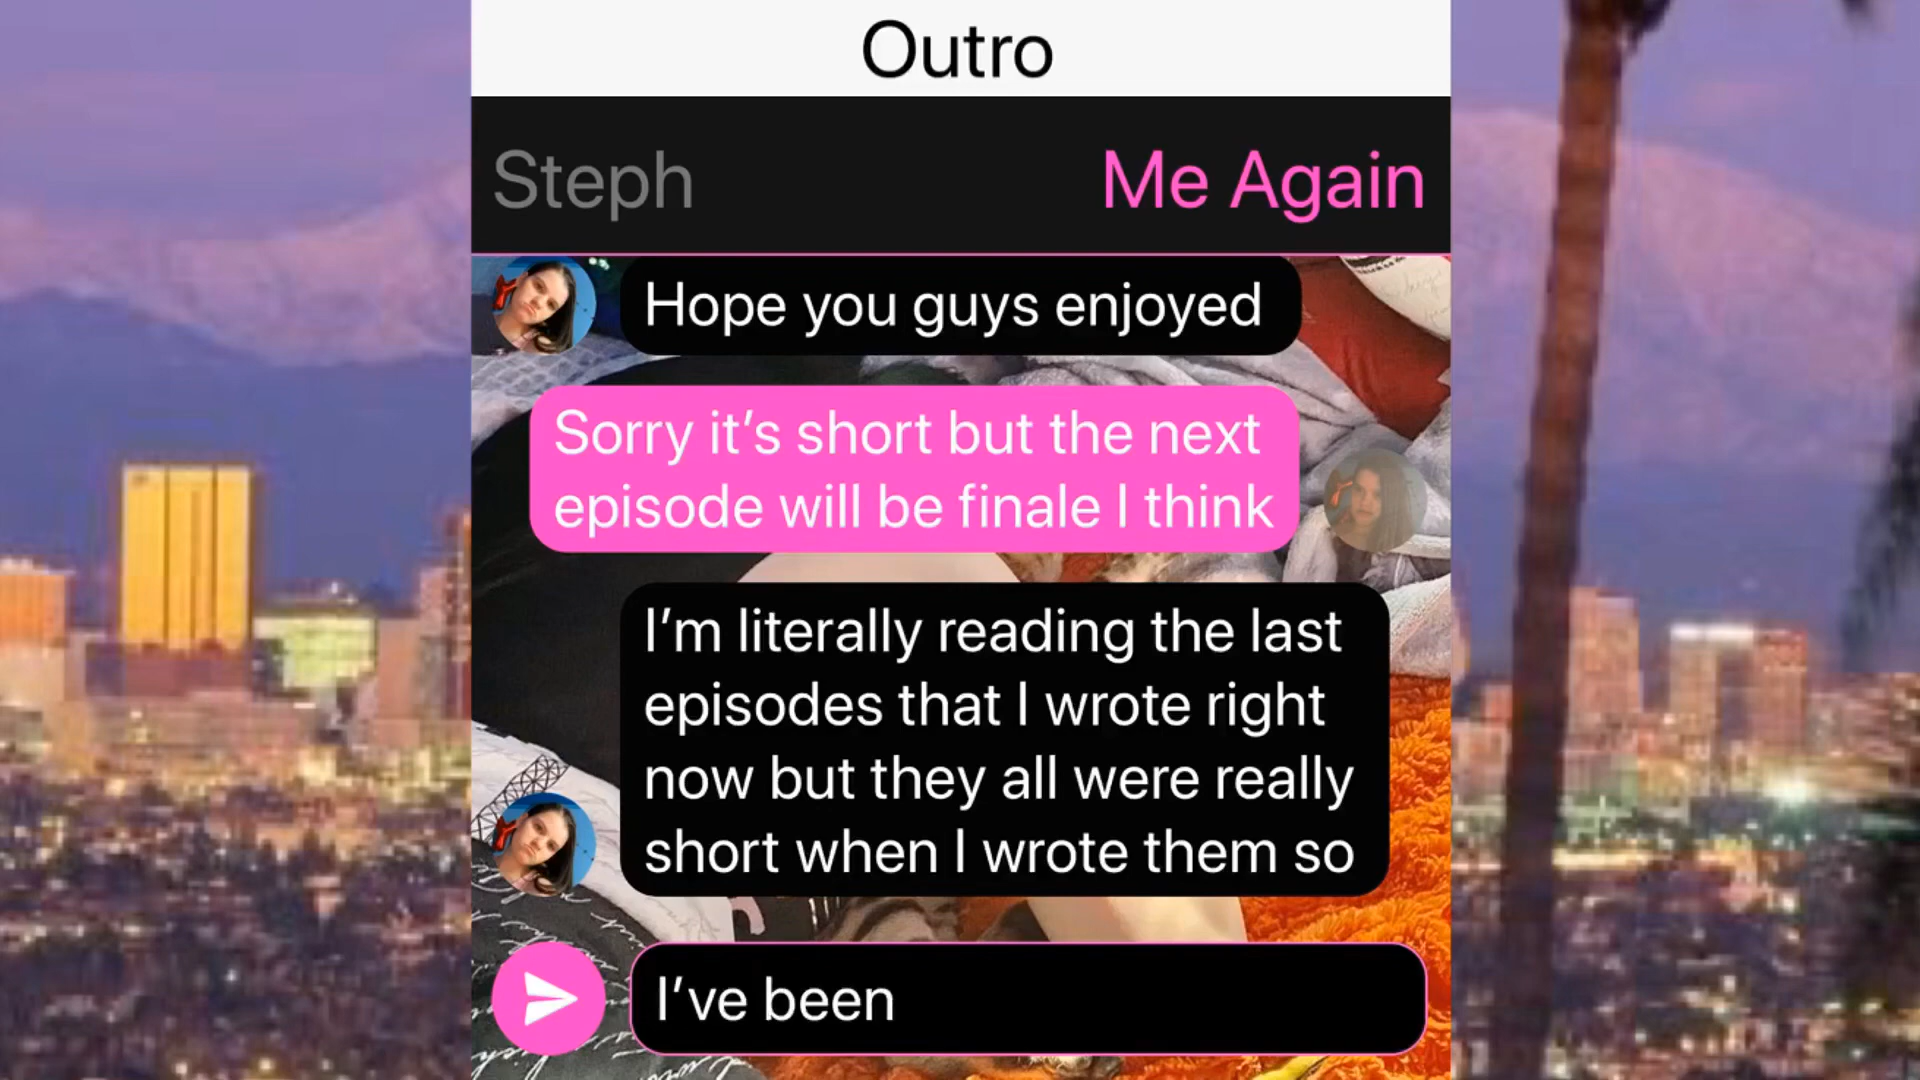 Outro
Steph
Me Again
Hope you guys enjoyed
Sorry it’s short but the next
episode will be finale I think
I’m literally reading the last
episodes that I wrote right
now but they all were really
short when I wrote them so
I’ve been